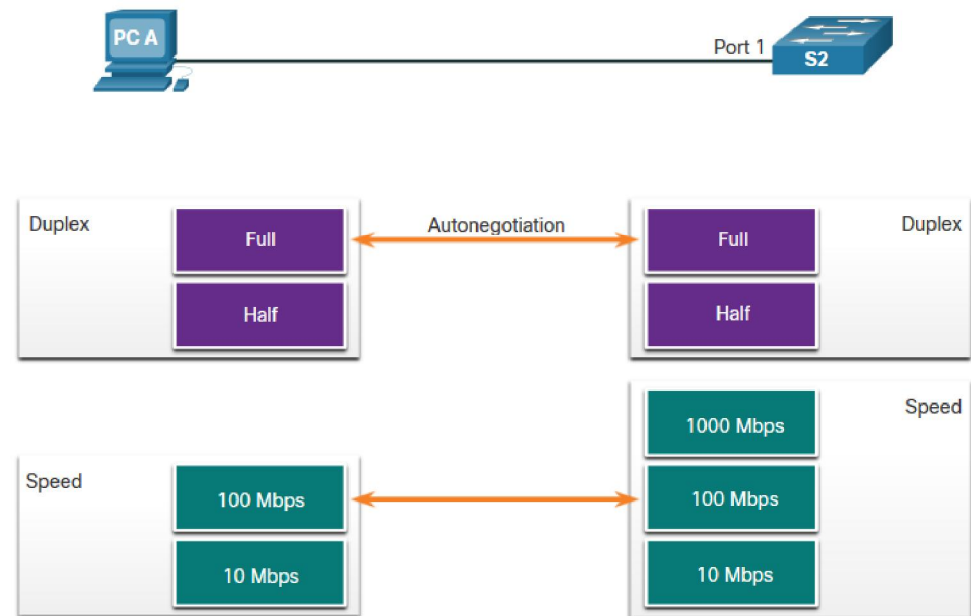 PC A
Port 1
S2
Duplex
Full
Autonegotiation
Full
Duplex
Half
Half
1000 Mbps
Speed
Speed
100 Mbps
100 Mbps
10 Mbps
10 Mbps